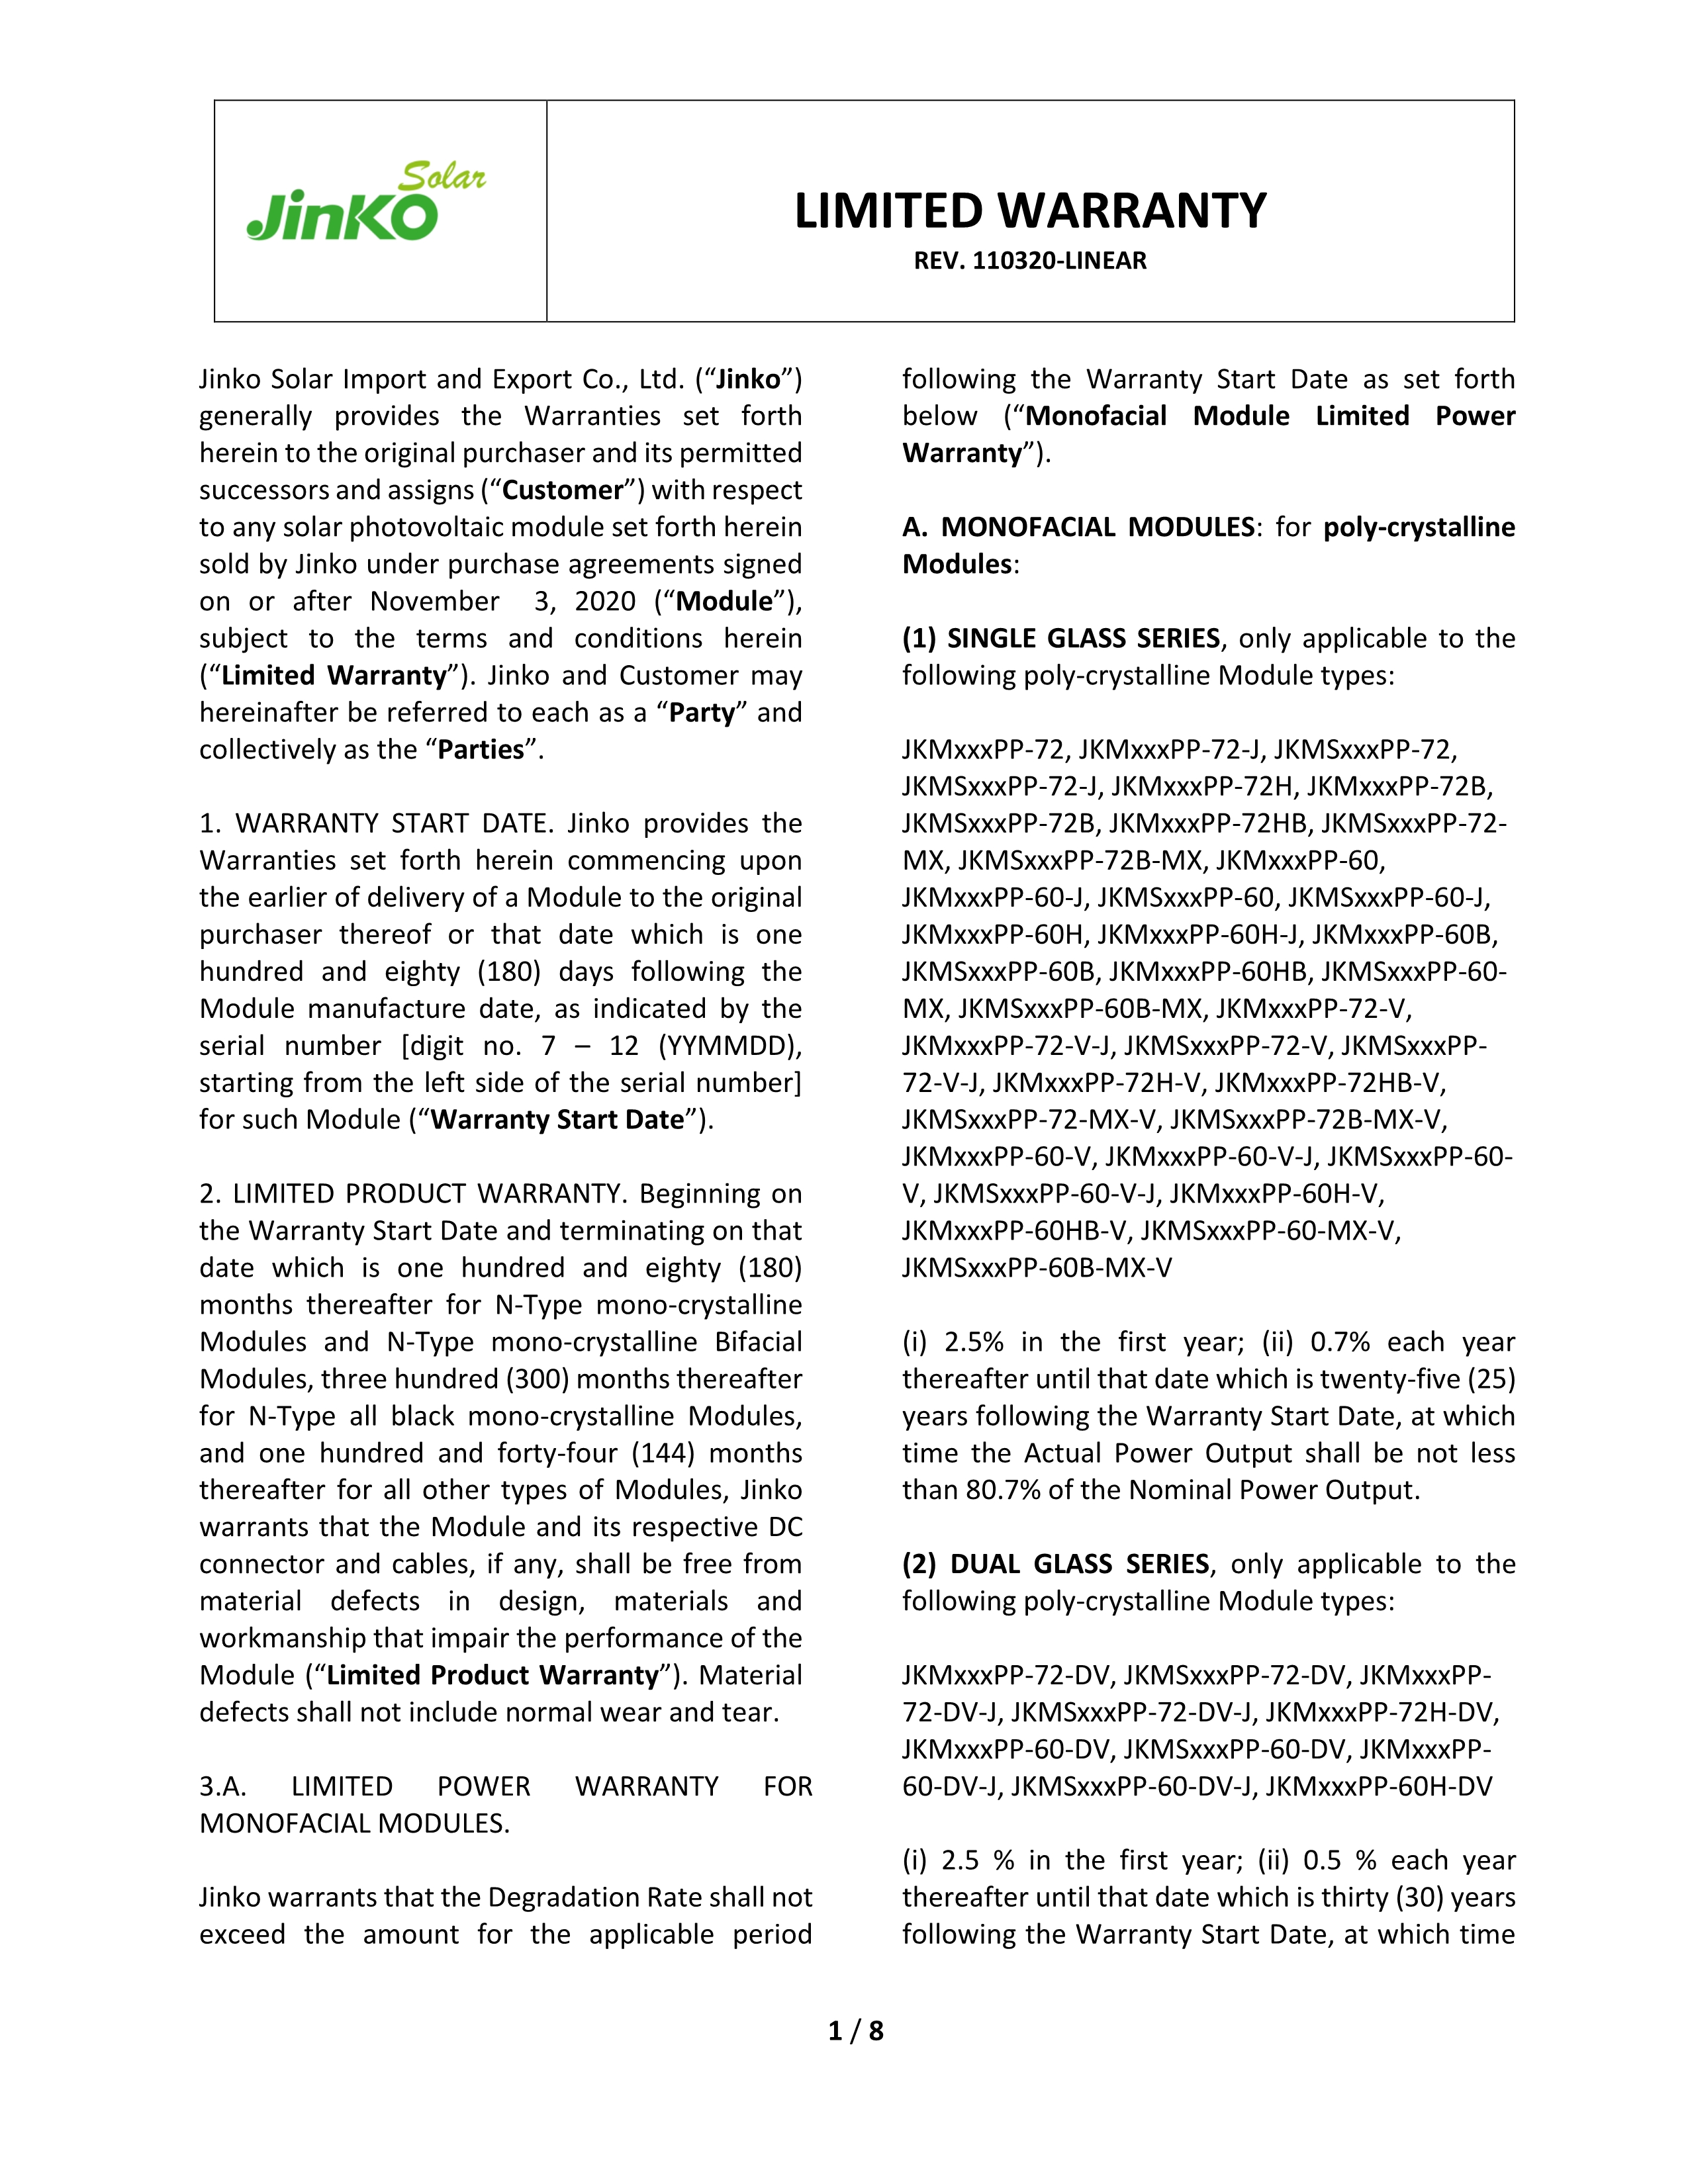 Solar
JinKO
LIMITED WARRANTY
REV. 110320-LINEAR
Jinko Solar Import and Export Co., Ltd. (“Jinko”)
generally provides the Warranties set forth
herein to the original purchaser and its permitted
successors and assigns (“Customer”) with respect
to any solar photovoltaic module set forth herein
sold by Jinko under purchase agreements signed
on or after November 3, 2020 (“Module”),
subject to the terms and conditions herein
(“Limited Warranty”). Jinko and Customer may
hereinafter be referred to each as a “Party” and
collectively as the “Parties”.
1. WARRANTY START DATE. Jinko provides the
Warranties set forth herein commencing upon
the earlier of delivery of a Module to the original
purchaser thereof or that date which is one
hundred and eighty (180) days following the
Module manufacture date, as indicated by the
serial number [digit no. 7 – 12 (YYMMDD),
starting from the left side of the serial number]
for such Module (“Warranty Start Date”).
2. LIMITED PRODUCT WARRANTY. Beginning on
the Warranty Start Date and terminating on that
date which is one hundred and eighty (180)
months thereafter for N-Type mono-crystalline
Modules and N-Type mono-crystalline Bifacial
Modules, three hundred (300) months thereafter
for N-Type all black mono-crystalline Modules,
and one hundred and forty-four (144) months
thereafter for all other types of Modules, Jinko
warrants that the Module and its respective DC
connector and cables, if any, shall be free from
material defects in design, materials and
workmanship that impair the performance of the
Module (“Limited Product Warranty”). Material
defects shall not include normal wear and tear.
3.A. LIMITED POWER WARRANTY FOR
MONOFACIAL MODULES.
Jinko warrants that the Degradation Rate shall not
exceed the amount for the applicable period
following the Warranty Start Date as set forth
below (“Monofacial Module Limited Power
Warranty”).
A. MONOFACIAL MODULES: for poly-crystalline
Modules:
(1) SINGLE GLASS SERIES, only applicable to the
following poly-crystalline Module types:
JKMxxxPP-72, JKMxxxPP-72-J, JKMSxxxPP-72,
JKMSxxxPP-72-J, JKMxxxPP-72H, JKMxxxPP-72B,
JKMSxxxPP-72B, JKMxxxPP-72HB, JKMSxxxPP-72-
MX, JKMSxxxPP-72B-MX, JKMxxxPP-60,
JKMxxxPP-60-J, JKMSxxxPP-60, JKMSxxxPP-60-J,
JKMxxxPP-60H, JKMxxxPP-60H-J, JKMxxxPP-60B,
JKMSxxxPP-60B, JKMxxxPP-60HB, JKMSxxxPP-60-
MX, JKMSxxxPP-60B-MX, JKMxxxPP-72-V,
JKMxxxPP-72-V-J, JKMSxxxPP-72-V, JKMSxxxPP-
72-V-J, JKMxxxPP-72H-V, JKMxxxPP-72HB-V,
JKMSxxxPP-72-MX-V, JKMSxxxPP-72B-MX-V,
JKMxxxPP-60-V, JKMxxxPP-60-V-J, JKMSxxxPP-60-
V, JKMSxxxPP-60-V-J, JKMxxxPP-60H-V,
JKMxxxPP-60HB-V, JKMSxxxPP-60-MX-V,
JKMSxxxPP-60B-MX-V
(i) 2.5% in the first year; (ii) 0.7% each year
thereafter until that date which is twenty-five (25)
years following the Warranty Start Date, at which
time the Actual Power Output shall be not less
than 80.7% of the Nominal Power Output.
(2) DUAL GLASS SERIES, only applicable to the
following poly-crystalline Module types:
JKMxxxPP-72-DV, JKMSxxxPP-72-DV, JKMxxxPP-
72-DV-J, JKMSxxxPP-72-DV-J, JKMxxxPP-72H-DV,
JKMxxxPP-60-DV, JKMSxxxPP-60-DV, JKMxxxPP-
60-DV-J, JKMSxxxPP-60-DV-J, JKMxxxPP-60H-DV
(i) 2.5 % in the first year; (ii) 0.5 % each year
thereafter until that date which is thirty (30) years
following the Warranty Start Date, at which time
1 / 8